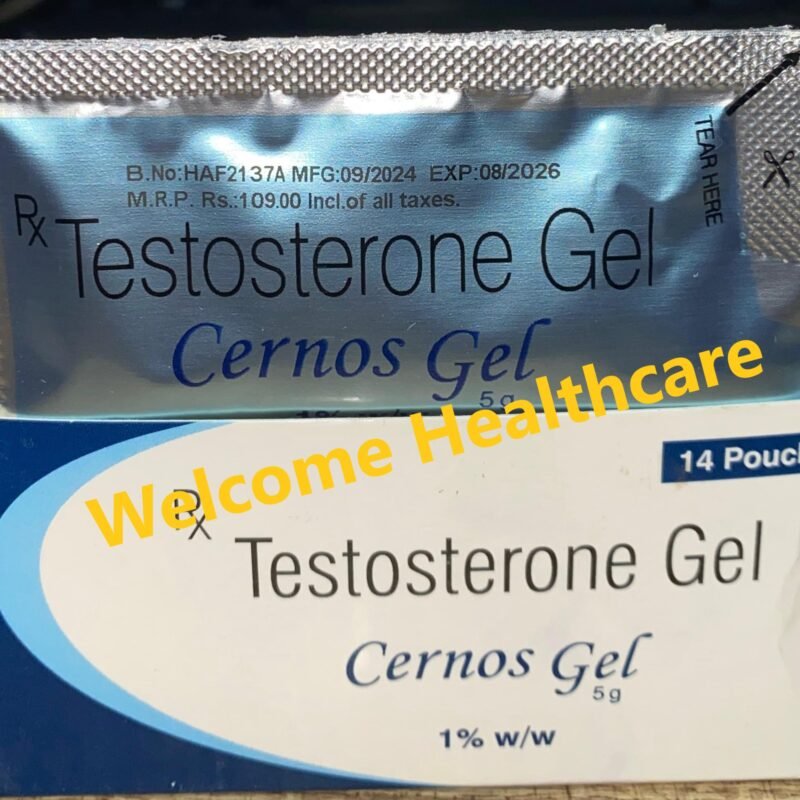 B.No:HAF2137A MFG:09/2024 EXP:08/2026
M.R.P. Rs.:109.00 Incl.of all taxes.
TEAR HERE
Rx Testosterone Gel
Cernos Gel
5g
1% w/w
Welcome Healthcare
14 Pouc
Rx
Testosterone Gel
Cernos Gel
5g
1% w/w